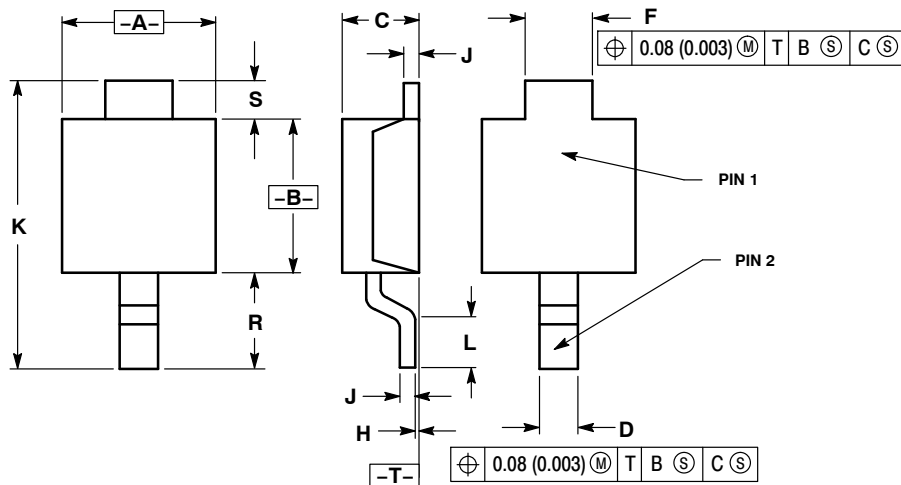 –A–
C
F
⌖ 0.08 (0.003) Ⓜ T B Ⓢ C Ⓢ
J
S
K
–B–
PIN 1
PIN 2
R
L
J
D
H
⌖ 0.08 (0.003) Ⓜ T B Ⓢ C Ⓢ
–T–